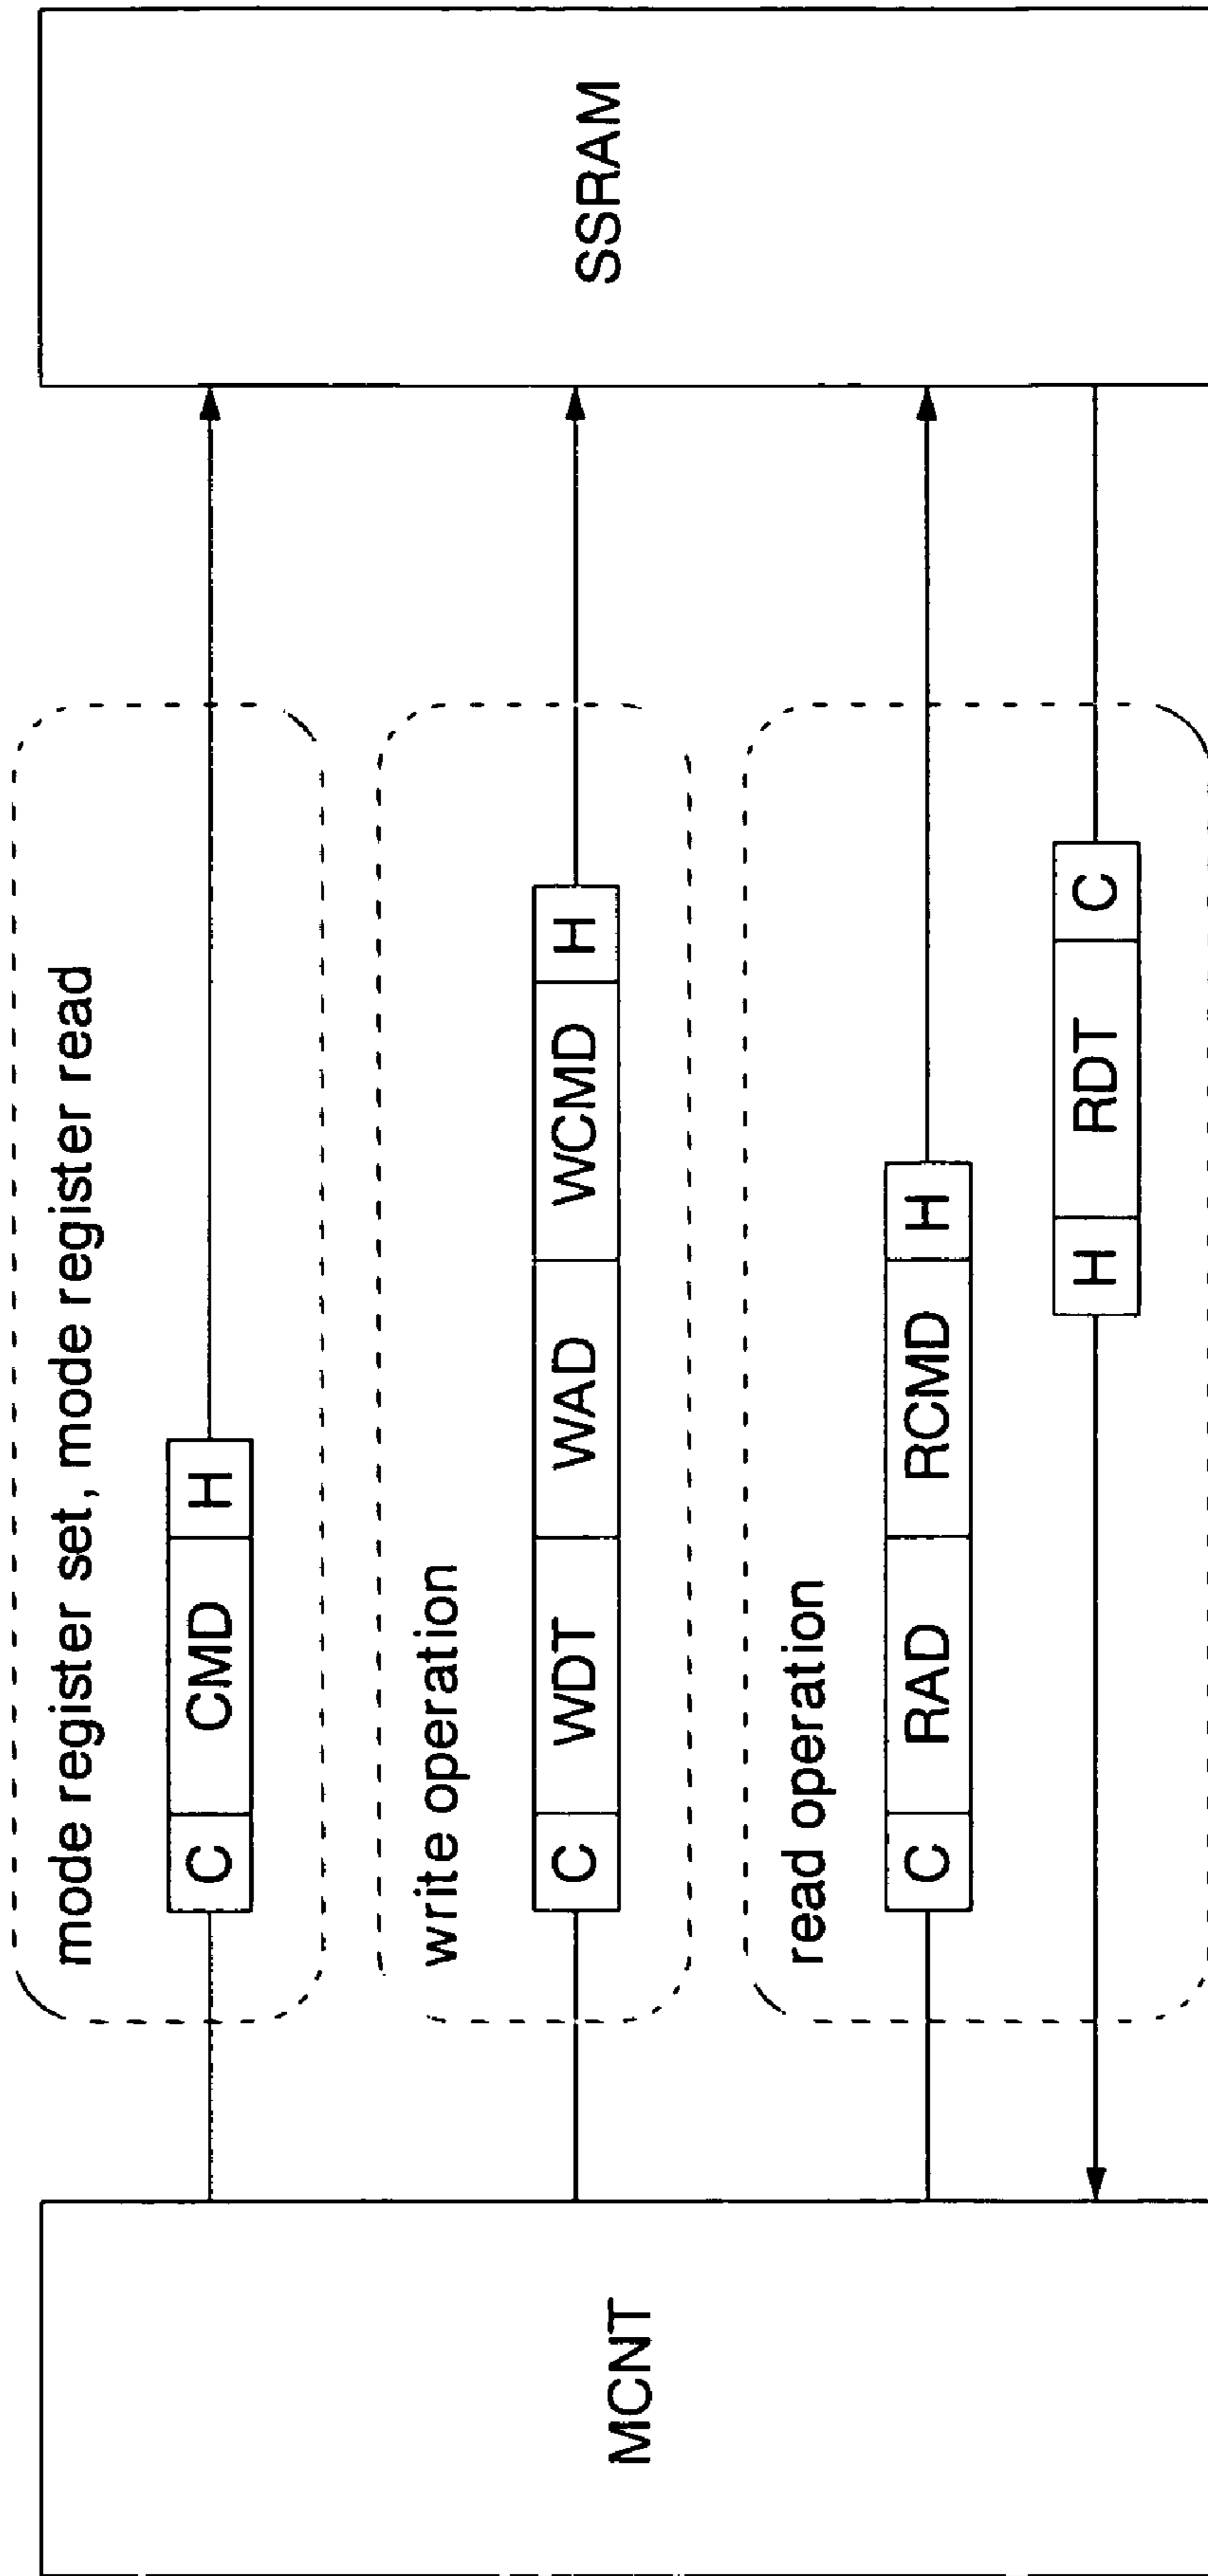 MCNT
mode register set, mode register read
C CMD H
write operation
C WDT WAD WCMD H
read operation
C RAD RCMD H
H RDT C
SSRAM